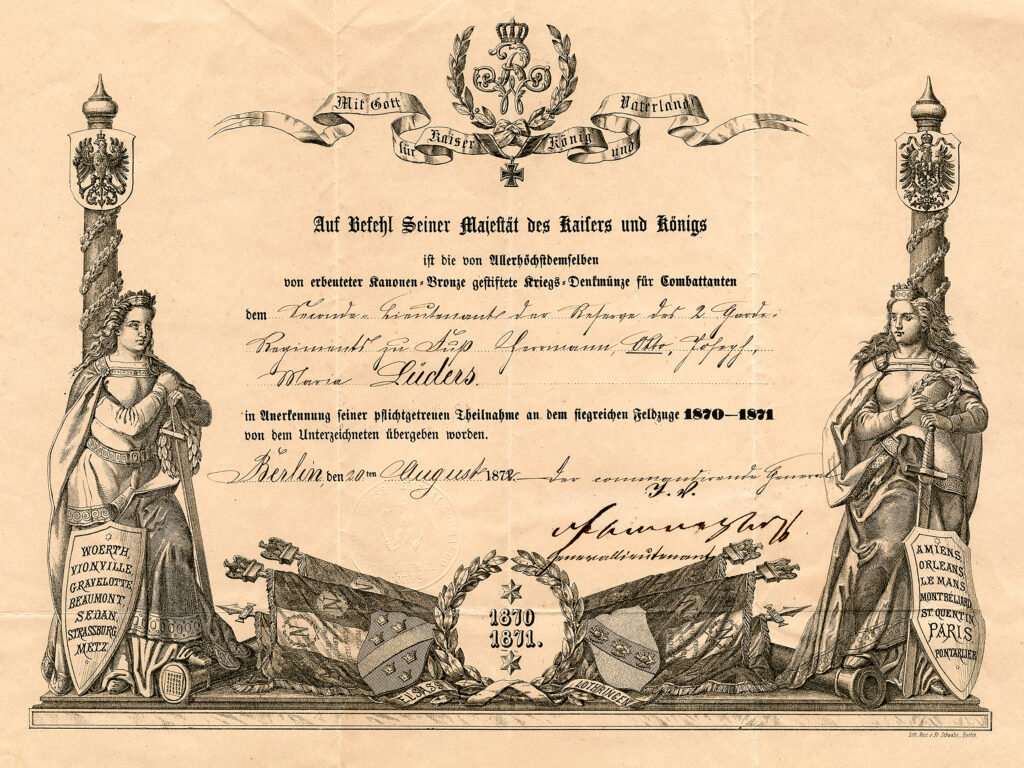 Mit Gott für Kaiser König und Vaterland
Auf Befehl Seiner Majestät des Kaisers und Königs
ist die von Allerhöchstdemselben
von erbeuteter Kanonen-Bronze gestiftete Kriegs-Denkmünze für Combattanten
dem Seconde-Lieutenant der Reserve des 2 Garde-
Regiments zu Fuß Herrmann, Otto, Joseph,
Maria Lüders.
in Anerkennung seiner pflichtgetreuen Theilnahme an dem siegreichen Feldzuge 1870—1871
von dem Unterzeichneten übergeben worden.
Berlin, den 20ten August 1872. Der commandirende General
I. V.
Generallieutenant
WOERTH,
VIONVILLE,
GRAVELOTTE,
BEAUMONT,
SEDAN,
STRASSBURG
METZ
1870
1871.
ELSASS
LOTHRINGEN
AMIENS,
ORLEANS,
LE MANS,
MONTBELIARD
ST. QUENTIN
PARIS
PONTARLIER